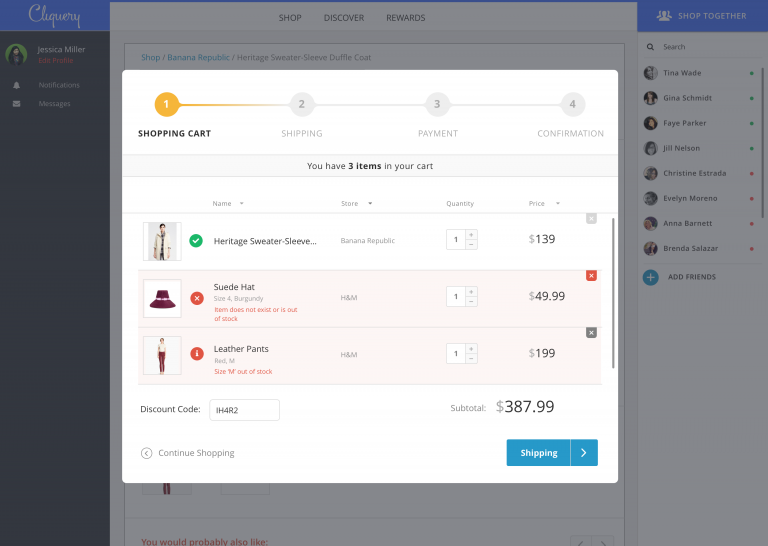 Cliquery
SHOP DISCOVER REWARDS
SHOP TOGETHER
Jessica Miller
Edit Profile
Notifications
Messages
Shop / Banana Republic / Heritage Sweater-Sleeve Duffle Coat
1 2 3 4
SHOPPING CART SHIPPING PAYMENT CONFIRMATION
You have 3 items in your cart
Name Store Quantity Price
Heritage Sweater-Sleeve... Banana Republic 1 $139
Suede Hat
Size 4, Burgundy
Item does not exist or is out
of stock
H&M 1 $49.99
Leather Pants
Red, M
Size 'M' out of stock
H&M 1 $199
Discount Code: IH4R2
Subtotal: $387.99
Continue Shopping
Shipping
You would probably also like:
Search
Tina Wade
Gina Schmidt
Faye Parker
Jill Nelson
Christine Estrada
Evelyn Moreno
Anna Barnett
Brenda Salazar
ADD FRIENDS